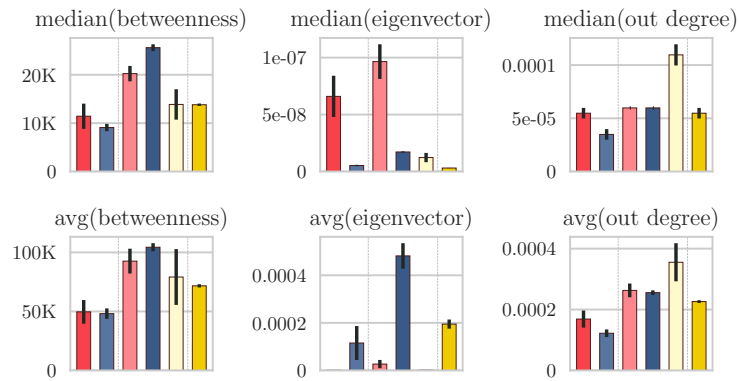 median(betweenness)
20K
10K
0
median(eigenvector)
1e-07
5e-08
0
median(out degree)
0.0001
5e-05
0
avg(betweenness)
100K
50K
0
avg(eigenvector)
0.0004
0.0002
0
avg(out degree)
0.0004
0.0002
0